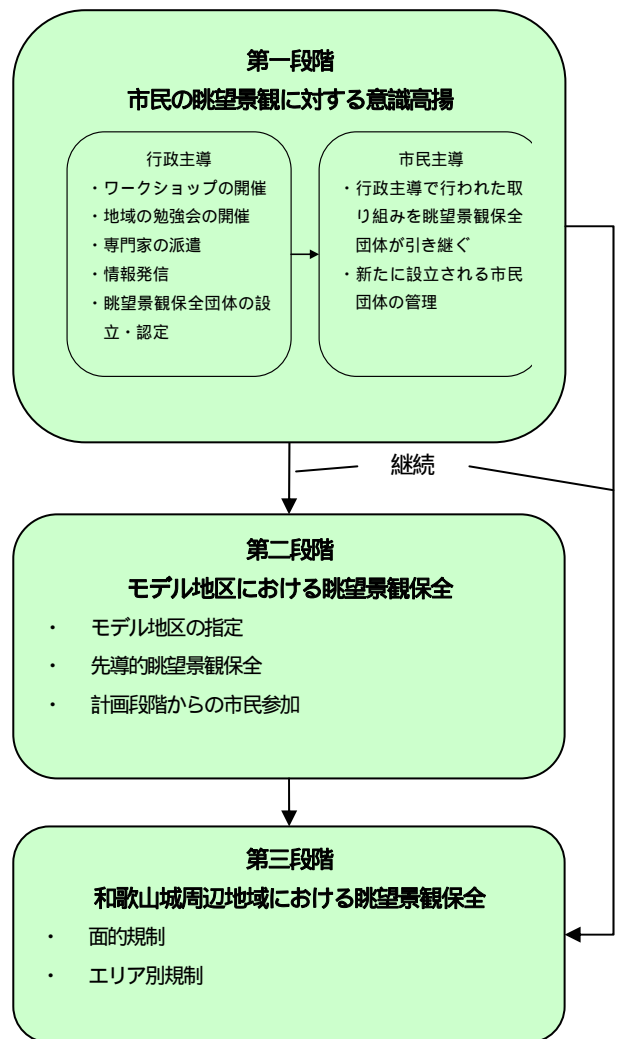 第一段階
市民の眺望景観に対する意識高揚
行政主導
・ワークショップの開催
・地域の勉強会の開催
・専門家の派遣
・情報発信
・眺望景観保全団体の設
立・認定
市民主導
・行政主導で行われた取
り組みを眺望景観保全
団体が引き継ぐ
・新たに設立される市民
団体の管理
継続
第二段階
モデル地区における眺望景観保全
・ モデル地区の指定
・ 先導的眺望景観保全
・ 計画段階からの市民参加
第三段階
和歌山城周辺地域における眺望景観保全
・ 面的規制
・ エリア別規制